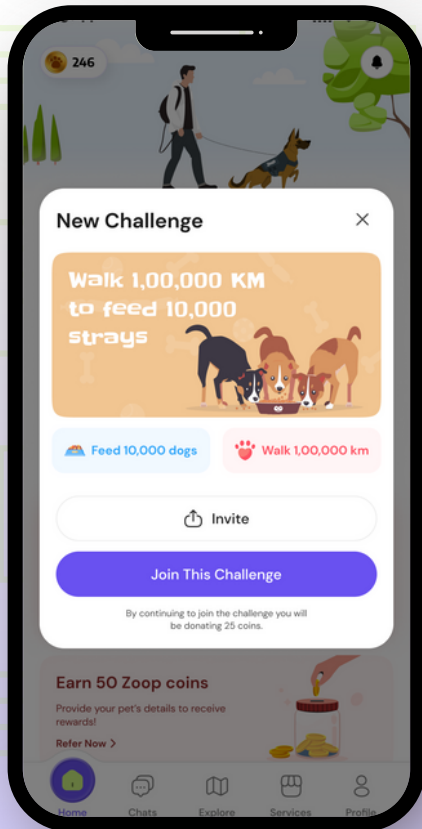 246
New Challenge
Walk 1,00,000 KM
to feed 10,000
strays
Feed 10,000 dogs
Walk 1,00,000 km
Invite
Join This Challenge
By continuing to join the challenge you will
be donating 25 coins.
Earn 50 Zoop coins
Provide your pet's details to receive
rewards!
Refer Now >
Home
Chats
Explore
Services
Profile